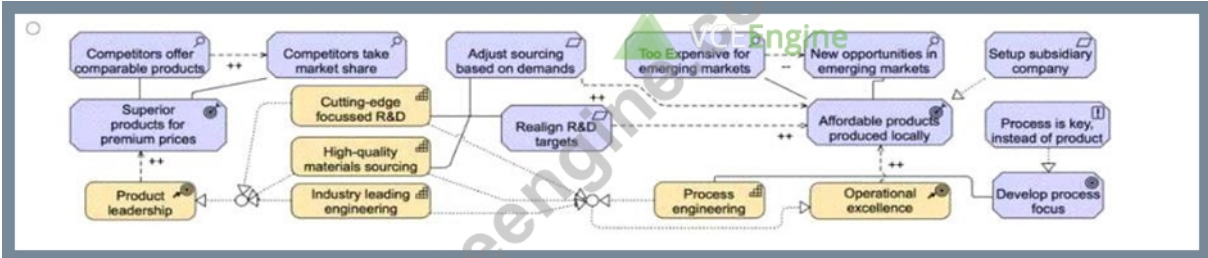 Competitors offer
comparable products
++
Competitors take
market share
Adjust sourcing
based on demands
Too Expensive for
emerging markets
--
New opportunities in
emerging markets
Setup subsidiary
company
VCEEngine
Superior
products for
premium prices
Cutting-edge
focussed R&D
++
Realign R&D
targets
++
Affordable products
produced locally
Process is key,
instead of product
++
High-quality
materials sourcing
++
Product
leadership
Industry leading
engineering
Process
engineering
Operational
excellence
Develop process
focus